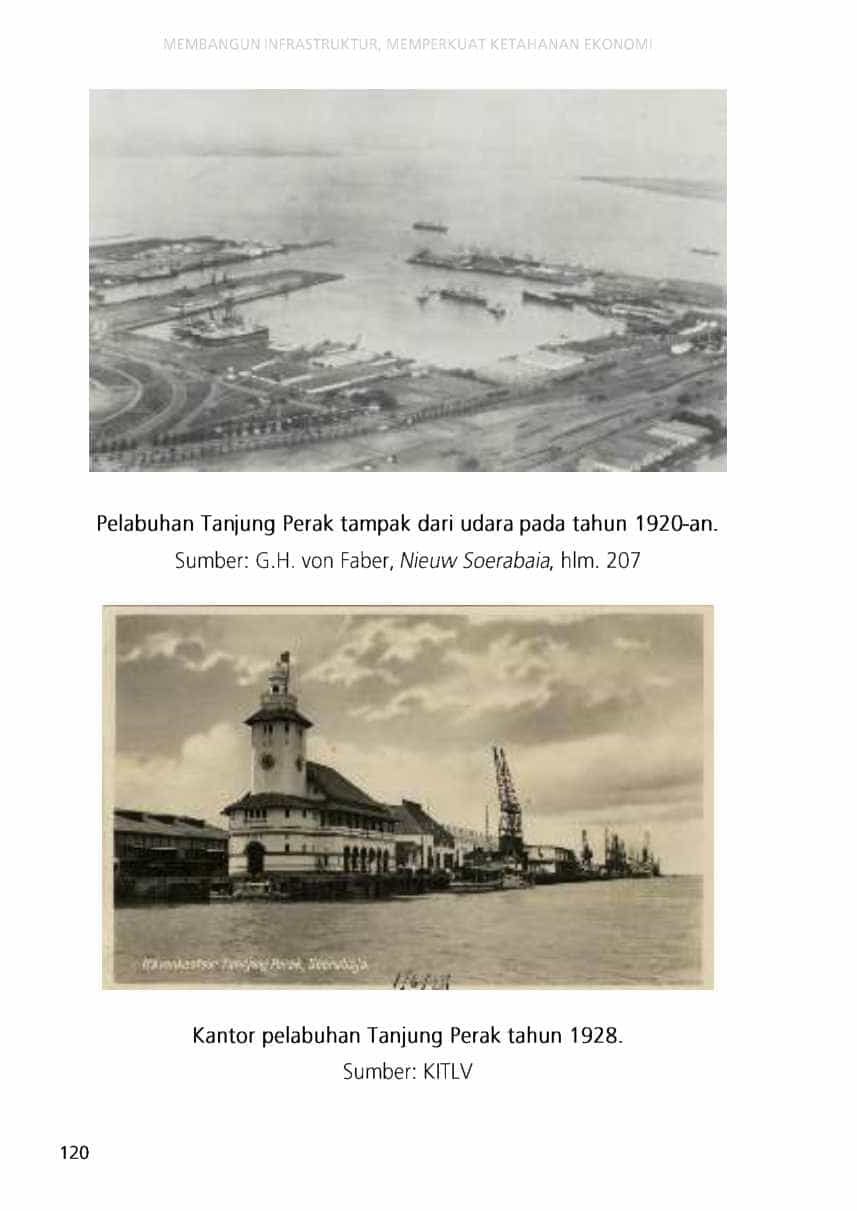 MEMBANGUN INFRASTRUKTUR, MEMPERKUAT KETAHANAN EKONOMI
Pelabuhan Tanjung Perak tampak dari udara pada tahun 1920-an.
Sumber: G.H. von Faber, Nieuw Soerabaia, hlm. 207
Havenkantoor Tandjong Perak, Soerabaja.
Kantor pelabuhan Tanjung Perak tahun 1928.
Sumber: KITLV
120